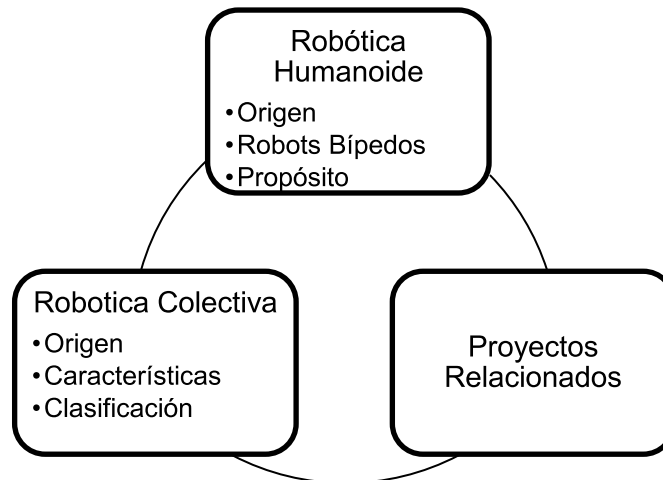 Robótica
Humanoide
•Origen
•Robots Bípedos
•Propósito
Robotica Colectiva
•Origen
•Características
•Clasificación
Proyectos
Relacionados